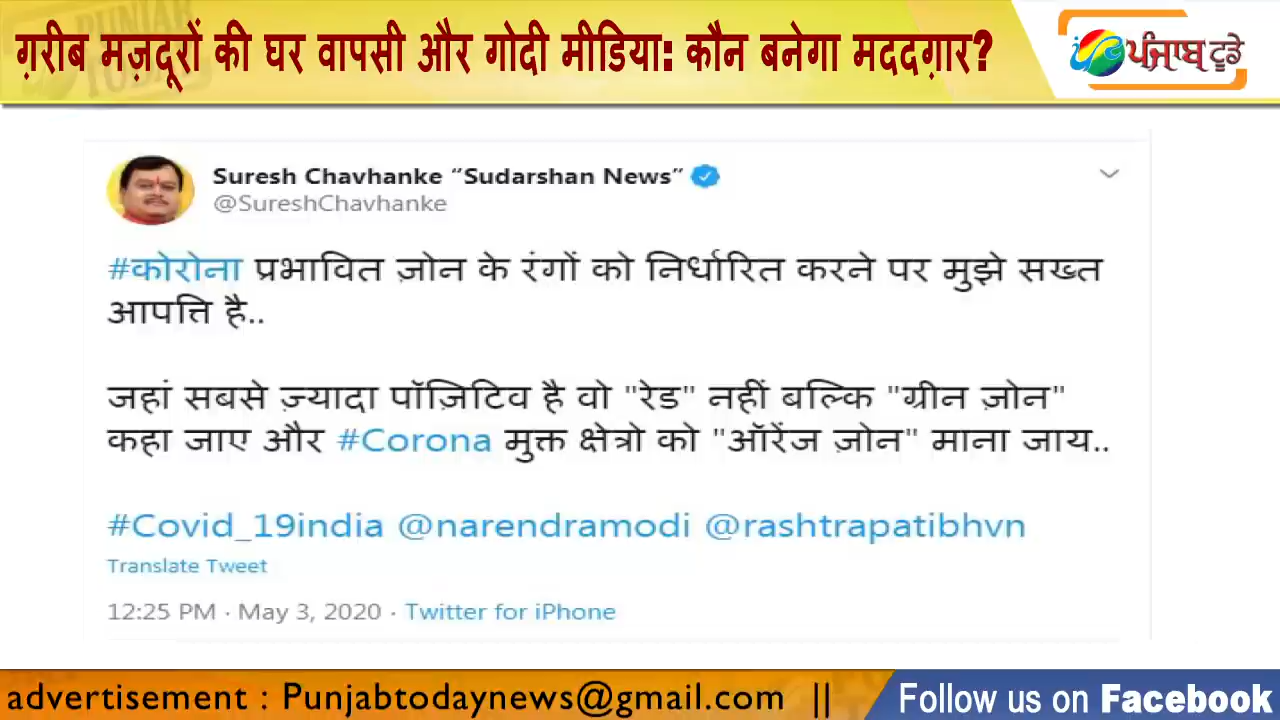 ग़रीब मज़दूरों की घर वापसी और गोदी मीडिया: कौन बनेगा मददग़ार?
ਪੰਜਾਬ ਟੂਡੇ
Suresh Chavhanke “Sudarshan News”
@SureshChavhanke
#कोरोना प्रभावित ज़ोन के रंगों को निर्धारित करने पर मुझे सख्त
आपत्ति है..
जहां सबसे ज़्यादा पॉज़िटिव है वो "रेड" नहीं बल्कि "ग्रीन ज़ोन"
कहा जाए और #Corona मुक्त क्षेत्रो को "ऑरेंज ज़ोन" माना जाय..
#Covid_19india @narendramodi @rashtrapatibhvn
Translate Tweet
12:25 PM · May 3, 2020 · Twitter for iPhone
advertisement : Punjabtodaynews@gmail.com || Follow us on Facebook